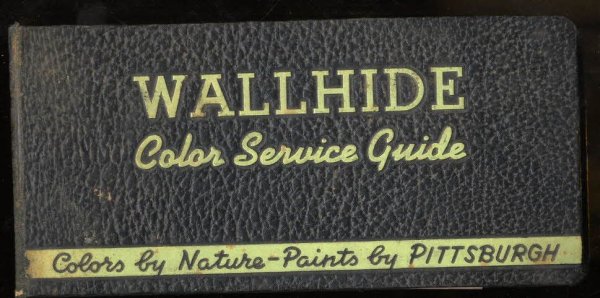 WALLHIDE
Color Service Guide
Colors by Nature-Paints by PITTSBURGH